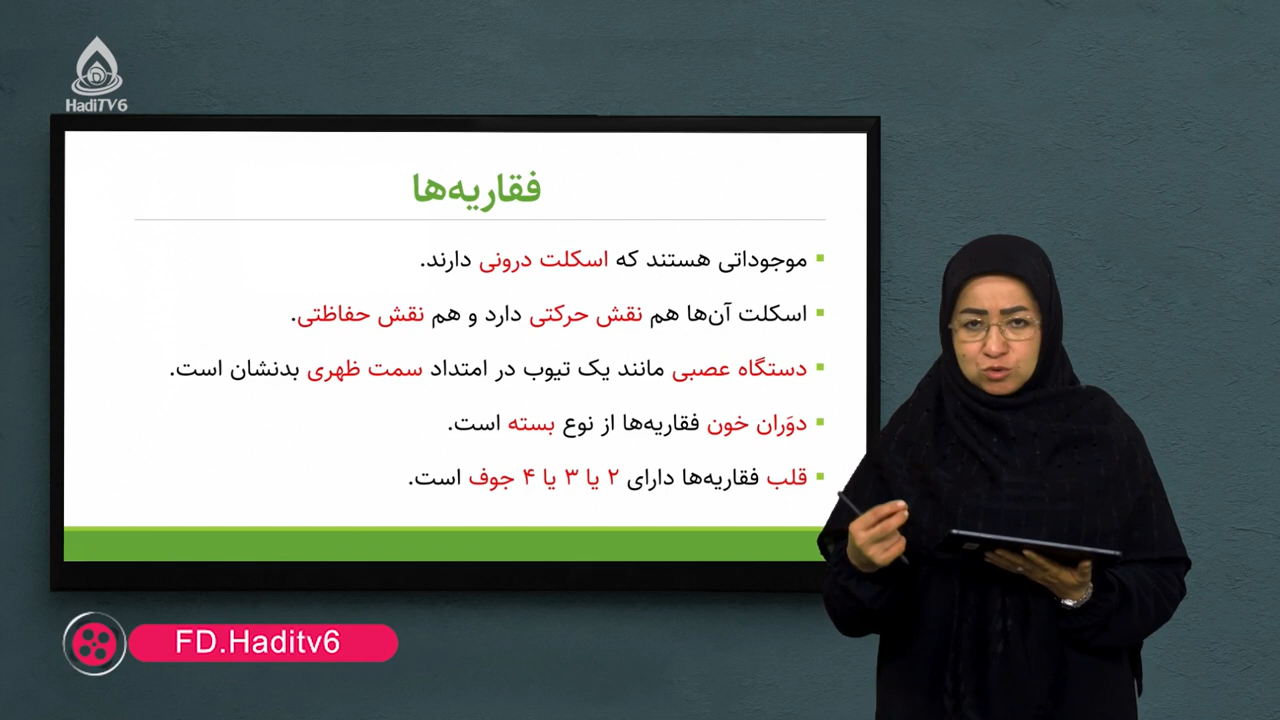 HadiTV6
فقاریه‌ها
موجوداتی هستند که اسکلت درونی دارند.
اسکلت آن‌ها هم نقش حرکتی دارد و هم نقش حفاظتی.
دستگاه عصبی مانند یک تیوب در امتداد سمت ظهری بدنشان است.
دوَران خون فقاریه‌ها از نوع بسته است.
قلب فقاریه‌ها دارای ۲ یا ۳ یا ۴ جوف است.
FD.Haditv6